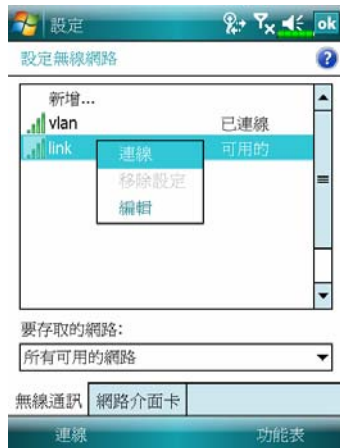 設定
ok
設定無線網路
?
新增...
vlan 已連線
link 可用的
連線
移除設定
編輯
要存取的網路:
所有可用的網路
無線通訊 網路介面卡
連線 功能表